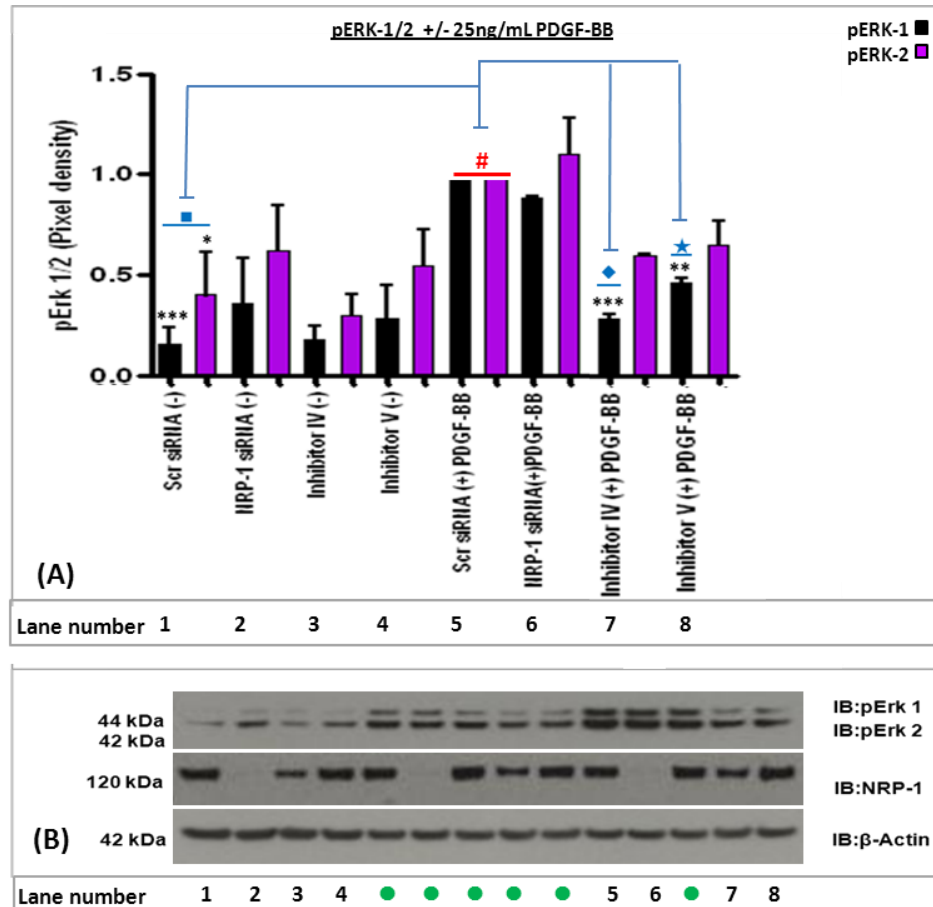 pERK-1/2 +/- 25ng/mL PDGF-BB
pERK-1
pERK-2
pErk 1/2 (Pixel density)
1.5
1.0
0.5
0.0
#
*
***
***
**
Scr siRNA (-)
NRP-1 siRNA (-)
Inhibitor IV (-)
Inhibitor V (-)
Scr siRNA (+) PDGF-BB
NRP-1 siRNA(+)PDGF-BB
Inhibitor IV (+) PDGF-BB
Inhibitor V (+) PDGF-BB
(A)
Lane number 1 2 3 4 5 6 7 8
44 kDa
42 kDa
IB:pErk 1
IB:pErk 2
120 kDa
IB:NRP-1
(B)
42 kDa
IB:β-Actin
Lane number 1 2 3 4 5 6 7 8